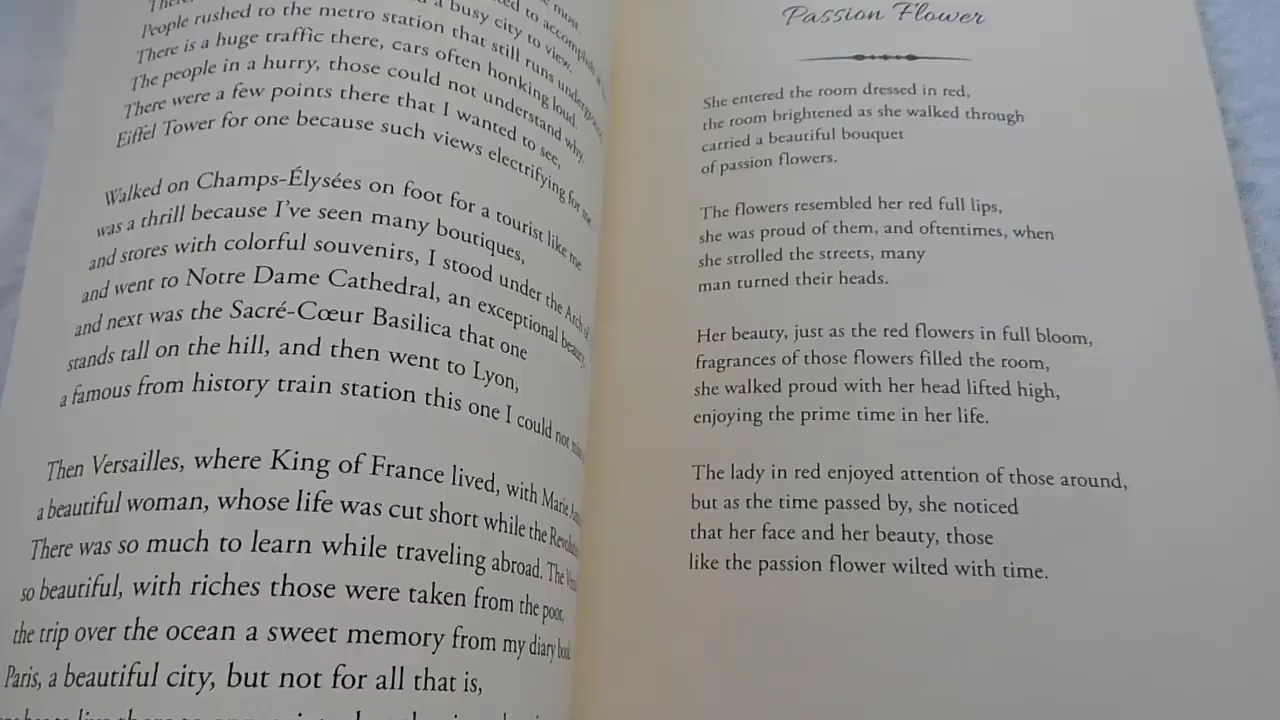 most.
to accomplish
a busy city to view.
People rushed to the metro station that still runs underground
There is a huge traffic there, cars often honking loud.
The people in a hurry, those could not understand why.
There were a few points there that I wanted to see,
Eiffel Tower for one because such views electrifying for me
Walked on Champs-Élysées on foot for a tourist like me
was a thrill because I've seen many boutiques,
and stores with colorful souvenirs, I stood under the Arch of
and went to Notre Dame Cathedral, an exceptional beauty
and next was the Sacré-Cœur Basilica that one
stands tall on the hill, and then went to Lyon,
a famous from history train station this one I could not
Then Versailles, where King of France lived, with Marie
a beautiful woman, whose life was cut short while the
There was so much to learn while traveling abroad. The
so beautiful, with riches those were taken from the poor,
the trip over the ocean a sweet memory from my diary book
Paris, a beautiful city, but not for all that is,
Passion Flower
She entered the room dressed in red,
the room brightened as she walked through
carried a beautiful bouquet
of passion flowers.
The flowers resembled her red full lips,
she was proud of them, and oftentimes, when
she strolled the streets, many
man turned their heads.
Her beauty, just as the red flowers in full bloom,
fragrances of those flowers filled the room,
she walked proud with her head lifted high,
enjoying the prime time in her life.
The lady in red enjoyed attention of those around,
but as the time passed by, she noticed
that her face and her beauty, those
like the passion flower wilted with time.